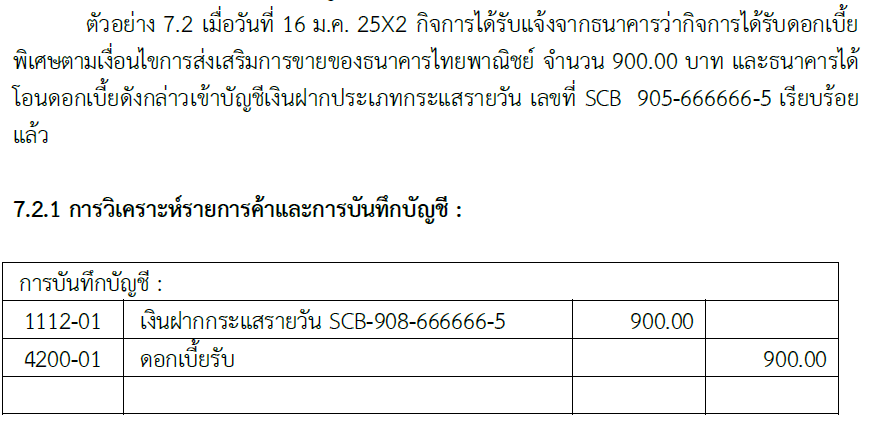 ตัวอย่าง 7.2 เมื่อวันที่ 16 ม.ค. 25X2 กิจการได้รับแจ้งจากธนาคารว่ากิจการได้รับดอกเบี้ย
พิเศษตามเงื่อนไขการส่งเสริมการขายของธนาคารไทยพาณิชย์ จำนวน 900.00 บาท และธนาคารได้
โอนดอกเบี้ยดังกล่าวเข้าบัญชีเงินฝากประเภทกระแสรายวัน เลขที่ SCB 905-666666-5 เรียบร้อย
แล้ว
7.2.1 การวิเคราะห์รายการค้าและการบันทึกบัญชี :
การบันทึกบัญชี :
1112-01 เงินฝากกระแสรายวัน SCB-908-666666-5 900.00
4200-01 ดอกเบี้ยรับ 900.00